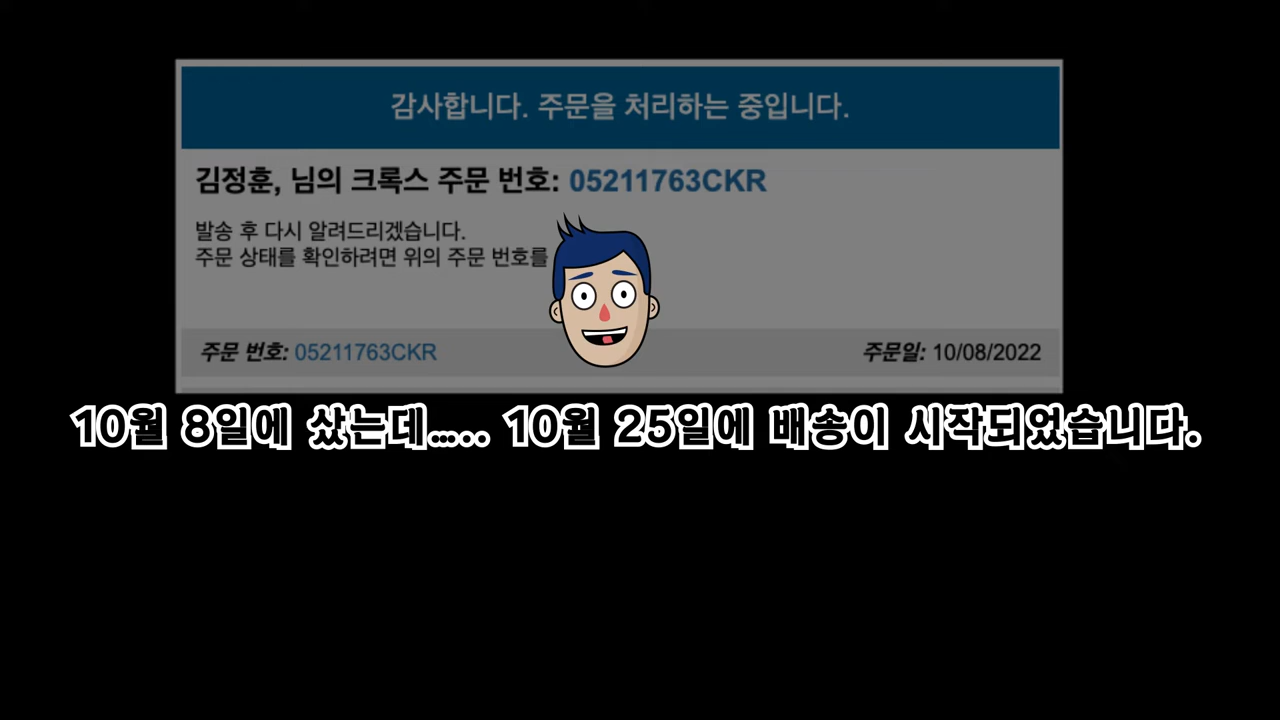 감사합니다. 주문을 처리하는 중입니다.
김정훈, 님의 크록스 주문 번호: 05211763CKR
발송 후 다시 알려드리겠습니다.
주문 상태를 확인하려면 위의 주문 번호를
주문 번호: 05211763CKR 주문일: 10/08/2022
10월 8일에 샀는데..... 10월 25일에 배송이 시작되었습니다.